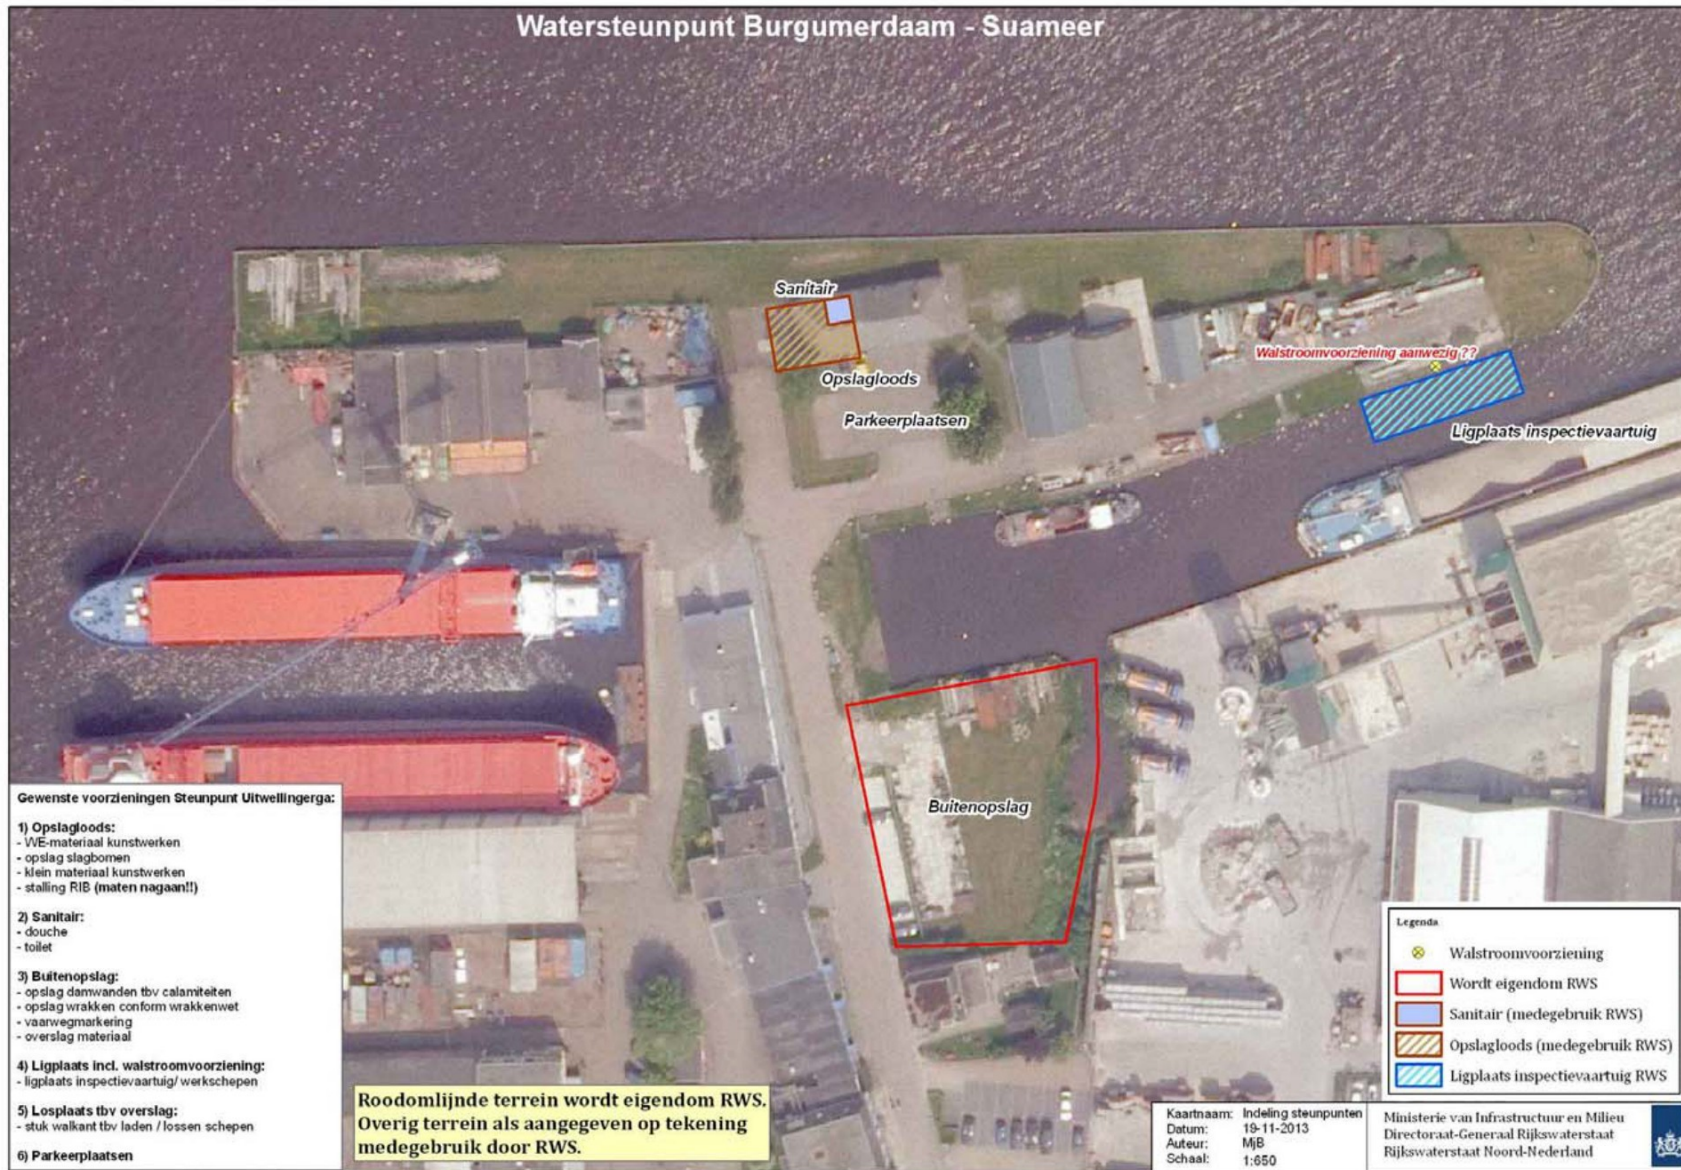 Watersteunpunt Burgumerdaam - Suameer
Sanitair
Opslagloods
Parkeerplaatsen
Walstroomvoorziening aanwezig ??
Ligplaats inspectievaartuig
Buitenopslag
Gewenste voorzieningen Steunpunt Uitwellingerga:
1) Opslagloods:
- WE-materiaal kunstwerken
- opslag slagbomen
- klein materiaal kunstwerken
- stalling RIB (maten nagaan!!)
2) Sanitair:
- douche
- toilet
3) Buitenopslag:
- opslag damwanden tbv calamiteiten
- opslag wrakken conform wrakkenwet
- vaarwegmarkering
- overslag materiaal
4) Ligplaats incl. walstroomvoorziening:
- ligplaats inspectievaartuig/ werkschepen
5) Losplaats tbv overslag:
- stuk walkant tbv laden / lossen schepen
6) Parkeerplaatsen
Roodomlijnde terrein wordt eigendom RWS.
Overig terrein als aangegeven op tekening
medegebruik door RWS.
Legenda
Walstroomvoorziening
Wordt eigendom RWS
Sanitair (medegebruik RWS)
Opslagloods (medegebruik RWS)
Ligplaats inspectievaartuig RWS
Kaartnaam: Indeling steunpunten
Datum: 19-11-2013
Auteur: MjB
Schaal: 1:650
Ministerie van Infrastructuur en Milieu
Directoraat-Generaal Rijkswaterstaat
Rijkswaterstaat Noord-Nederland